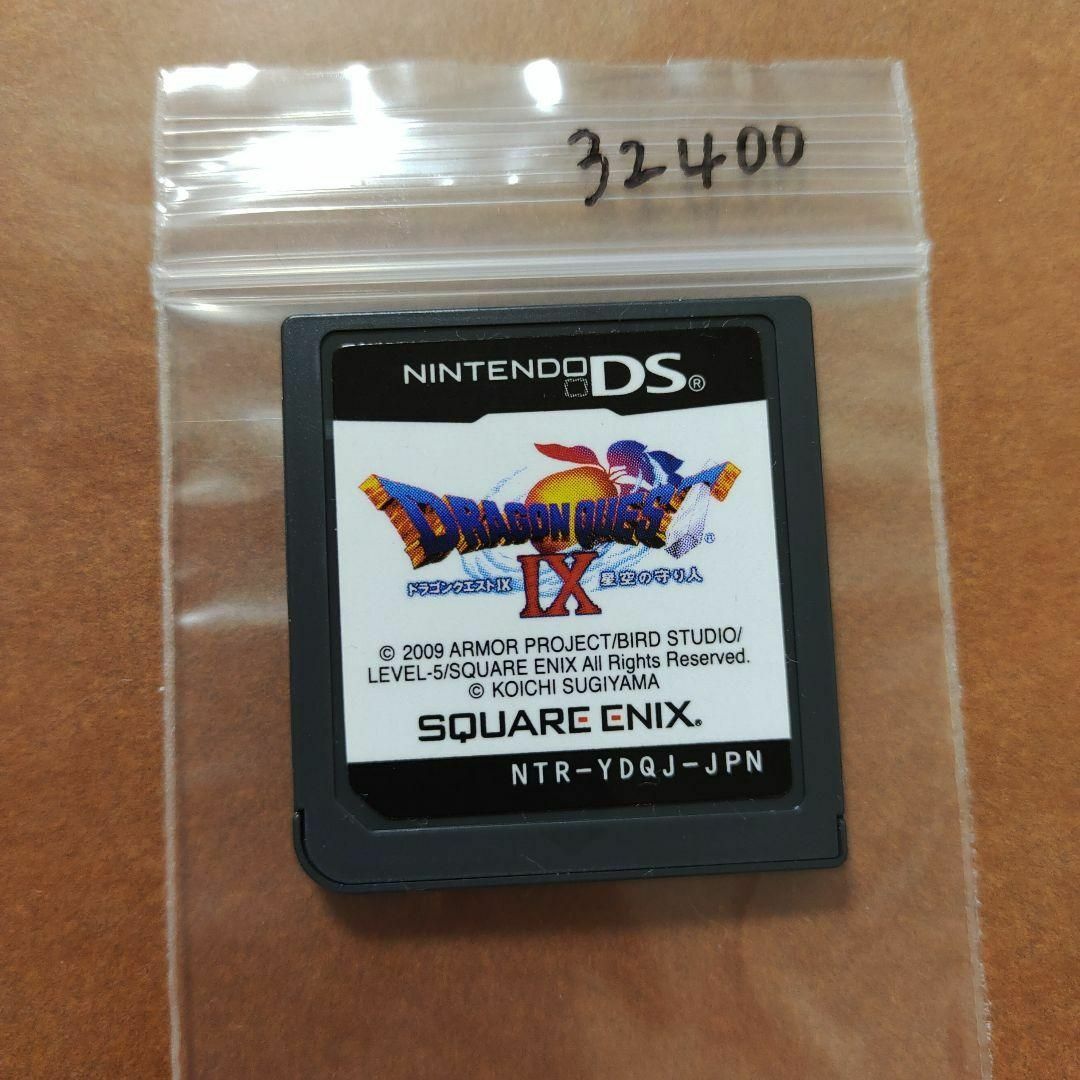 32400
NINTENDO DS®
DRAGON QUEST®
ドラゴンクエストIX IX 星空の守り人
© 2009 ARMOR PROJECT/BIRD STUDIO/
LEVEL-5/SQUARE ENIX All Rights Reserved.
© KOICHI SUGIYAMA
SQUARE ENIX®
NTR-YDQJ-JPN